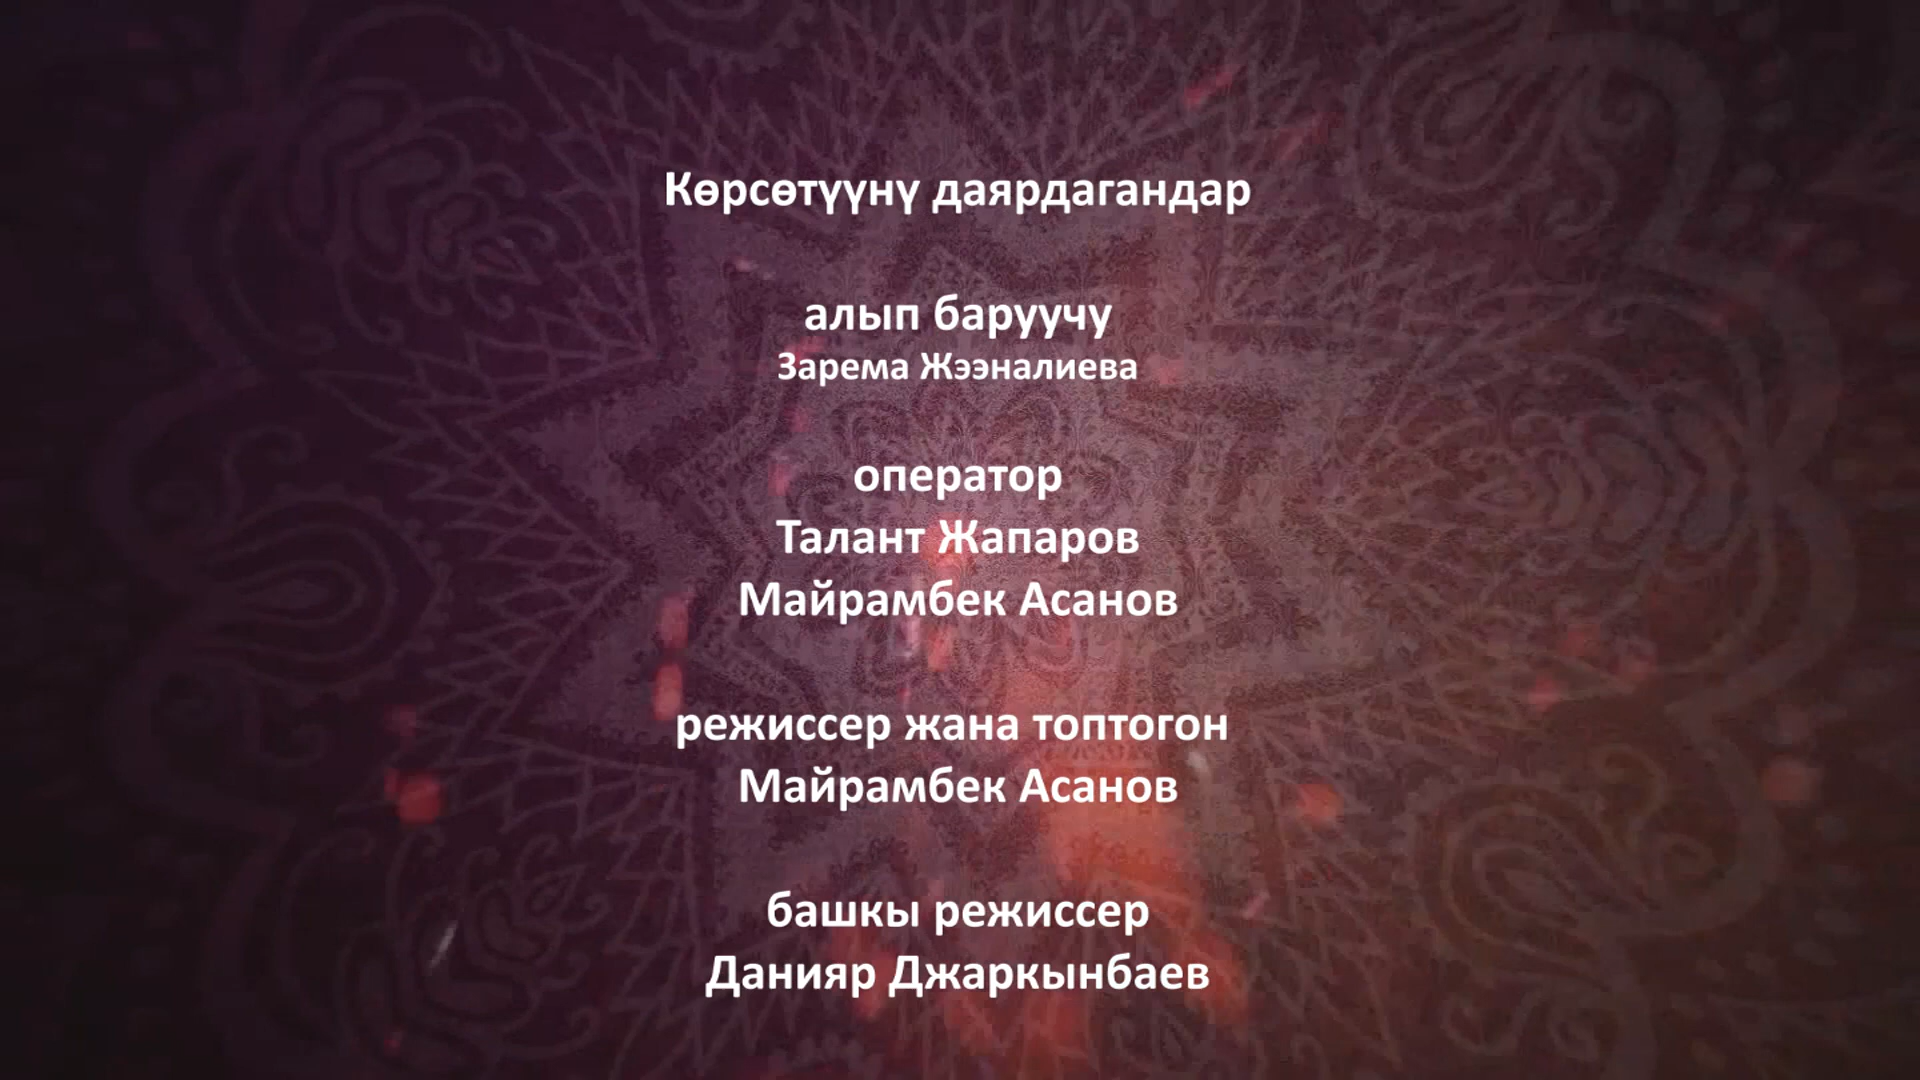 Көрсөтүүнү даярдагандар
алып баруучу
Зарема Жээналиева
оператор
Талант Жапаров
Майрамбек Асанов
режиссер жана топтогон
Майрамбек Асанов
башкы режиссер
Данияр Джаркынбаев